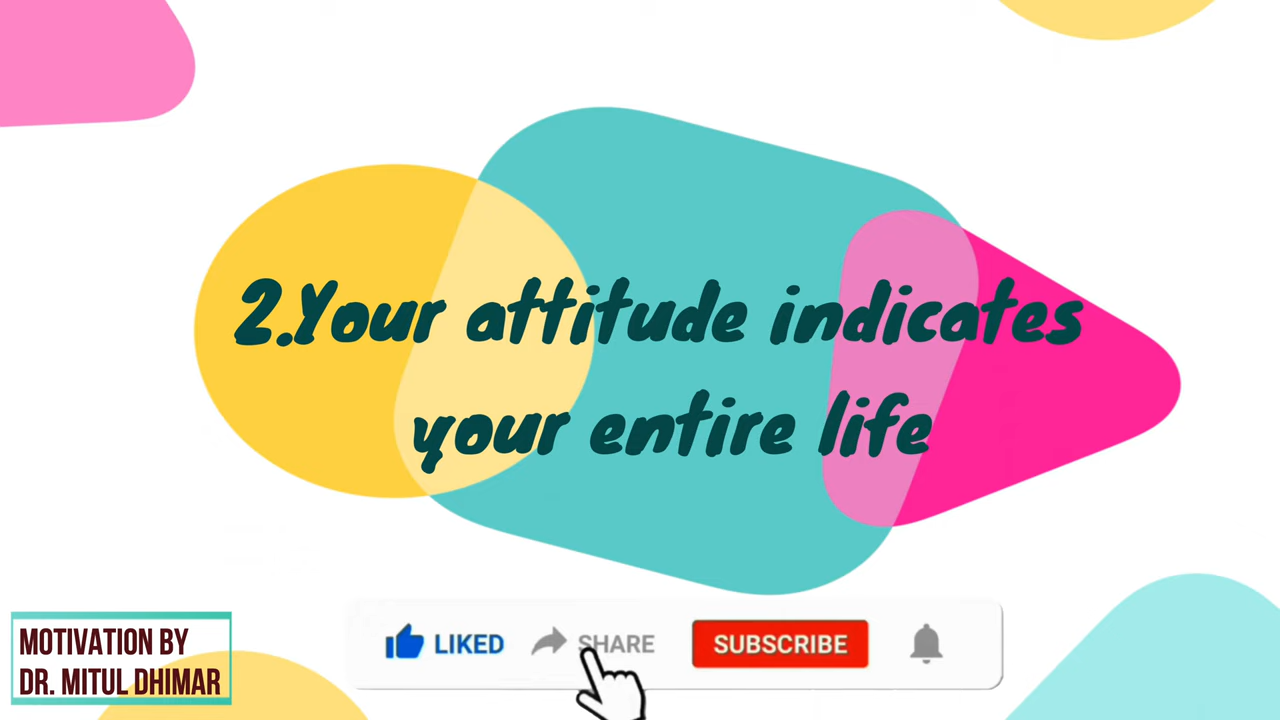 2.Your attitude indicates
your entire life
MOTIVATION BY
DR. MITUL DHIMAR
LIKED SHARE SUBSCRIBE